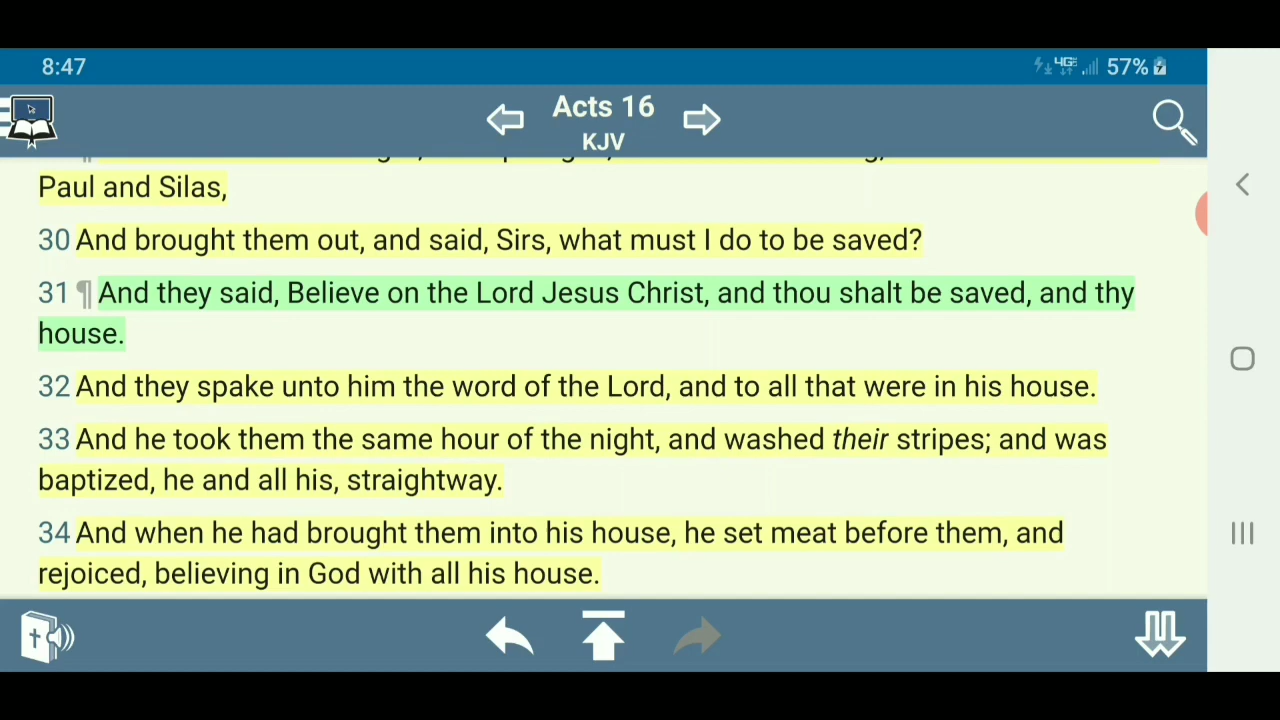 8:47
4GE 57%
Acts 16
KJV
Paul and Silas,
30 And brought them out, and said, Sirs, what must I do to be saved?
31 ¶ And they said, Believe on the Lord Jesus Christ, and thou shalt be saved, and thy
house.
32 And they spake unto him the word of the Lord, and to all that were in his house.
33 And he took them the same hour of the night, and washed their stripes; and was
baptized, he and all his, straightway.
34 And when he had brought them into his house, he set meat before them, and
rejoiced, believing in God with all his house.